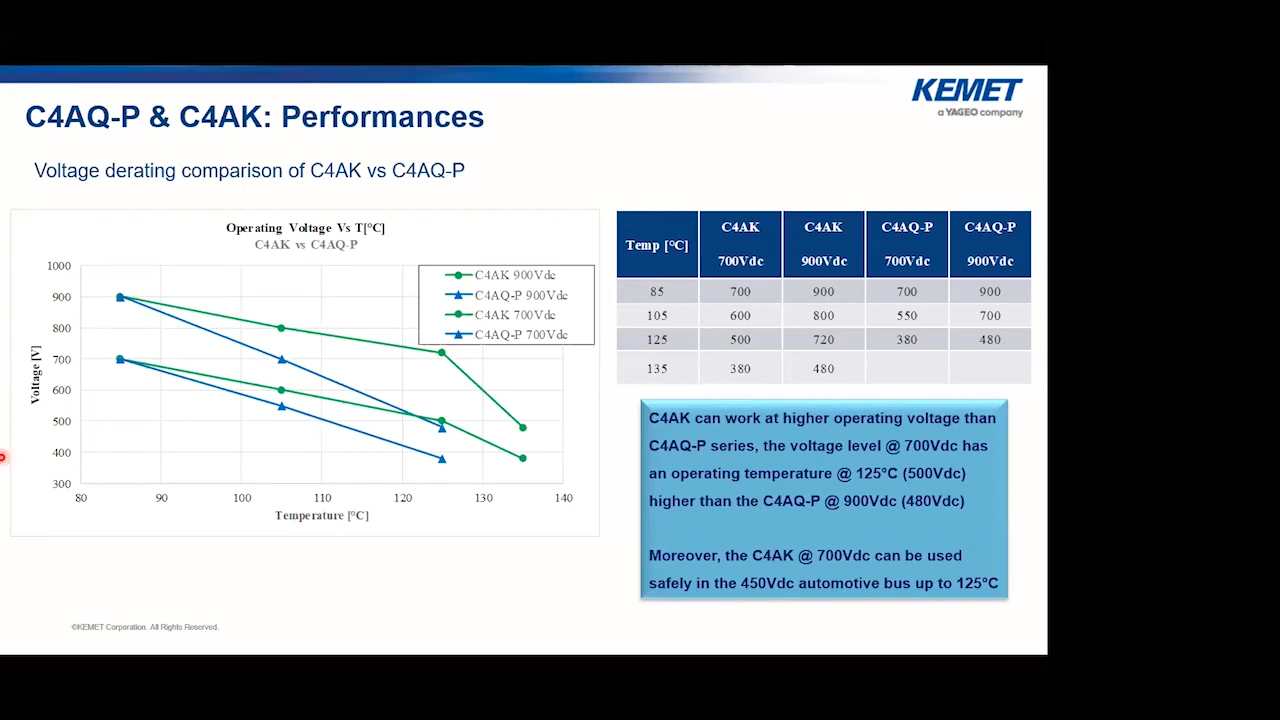 KEMET
a YAGEO company
C4AQ-P & C4AK: Performances
Voltage derating comparison of C4AK vs C4AQ-P
Operating Voltage Vs T[°C]
C4AK vs C4AQ-P
C4AK 900Vdc
C4AQ-P 900Vdc
C4AK 700Vdc
C4AQ-P 700Vdc
Voltage [V]
1000
900
800
700
600
500
400
300
80 90 100 110 120 130 140
Temperature [°C]
Temp [°C] C4AK 700Vdc C4AK 900Vdc C4AQ-P 700Vdc C4AQ-P 900Vdc
85 700 900 700 900
105 600 800 550 700
125 500 720 380 480
135 380 480
C4AK can work at higher operating voltage than
C4AQ-P series, the voltage level @ 700Vdc has
an operating temperature @ 125°C (500Vdc)
higher than the C4AQ-P @ 900Vdc (480Vdc)
Moreover, the C4AK @ 700Vdc can be used
safely in the 450Vdc automotive bus up to 125°C
©KEMET Corporation. All Rights Reserved.